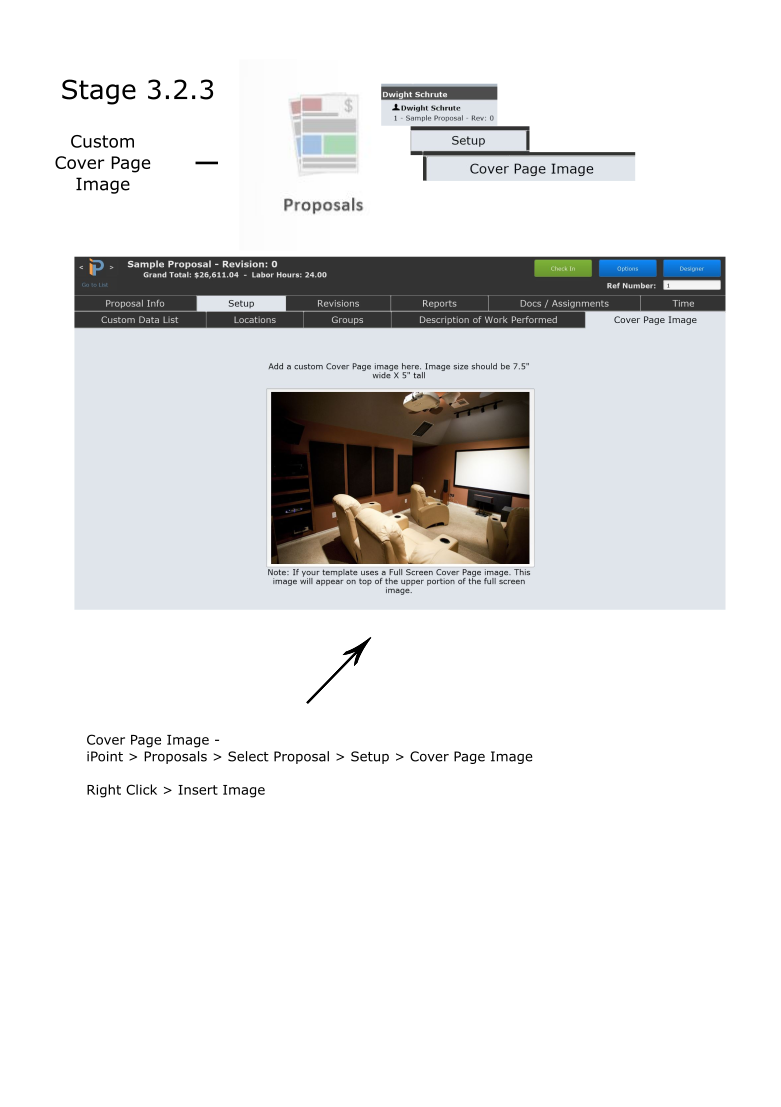 Stage 3.2.3
Custom
Cover Page
Image
—
$
Proposals
Dwight Schrute
Dwight Schrute
1 - Sample Proposal - Rev: 0
Setup
Cover Page Image
< iP >
Go to List
Sample Proposal - Revision: 0
Grand Total: $26,611.04 - Labor Hours: 24.00
Check In
Options
Designer
Ref Number: 1
Proposal Info Setup Revisions Reports Docs / Assignments Time
Custom Data List Locations Groups Description of Work Performed Cover Page Image
Add a custom Cover Page image here. Image size should be 7.5"
wide X 5" tall
Note: If your template uses a Full Screen Cover Page image. This
image will appear on top of the upper portion of the full screen
image.
Cover Page Image -
iPoint > Proposals > Select Proposal > Setup > Cover Page Image
Right Click > Insert Image